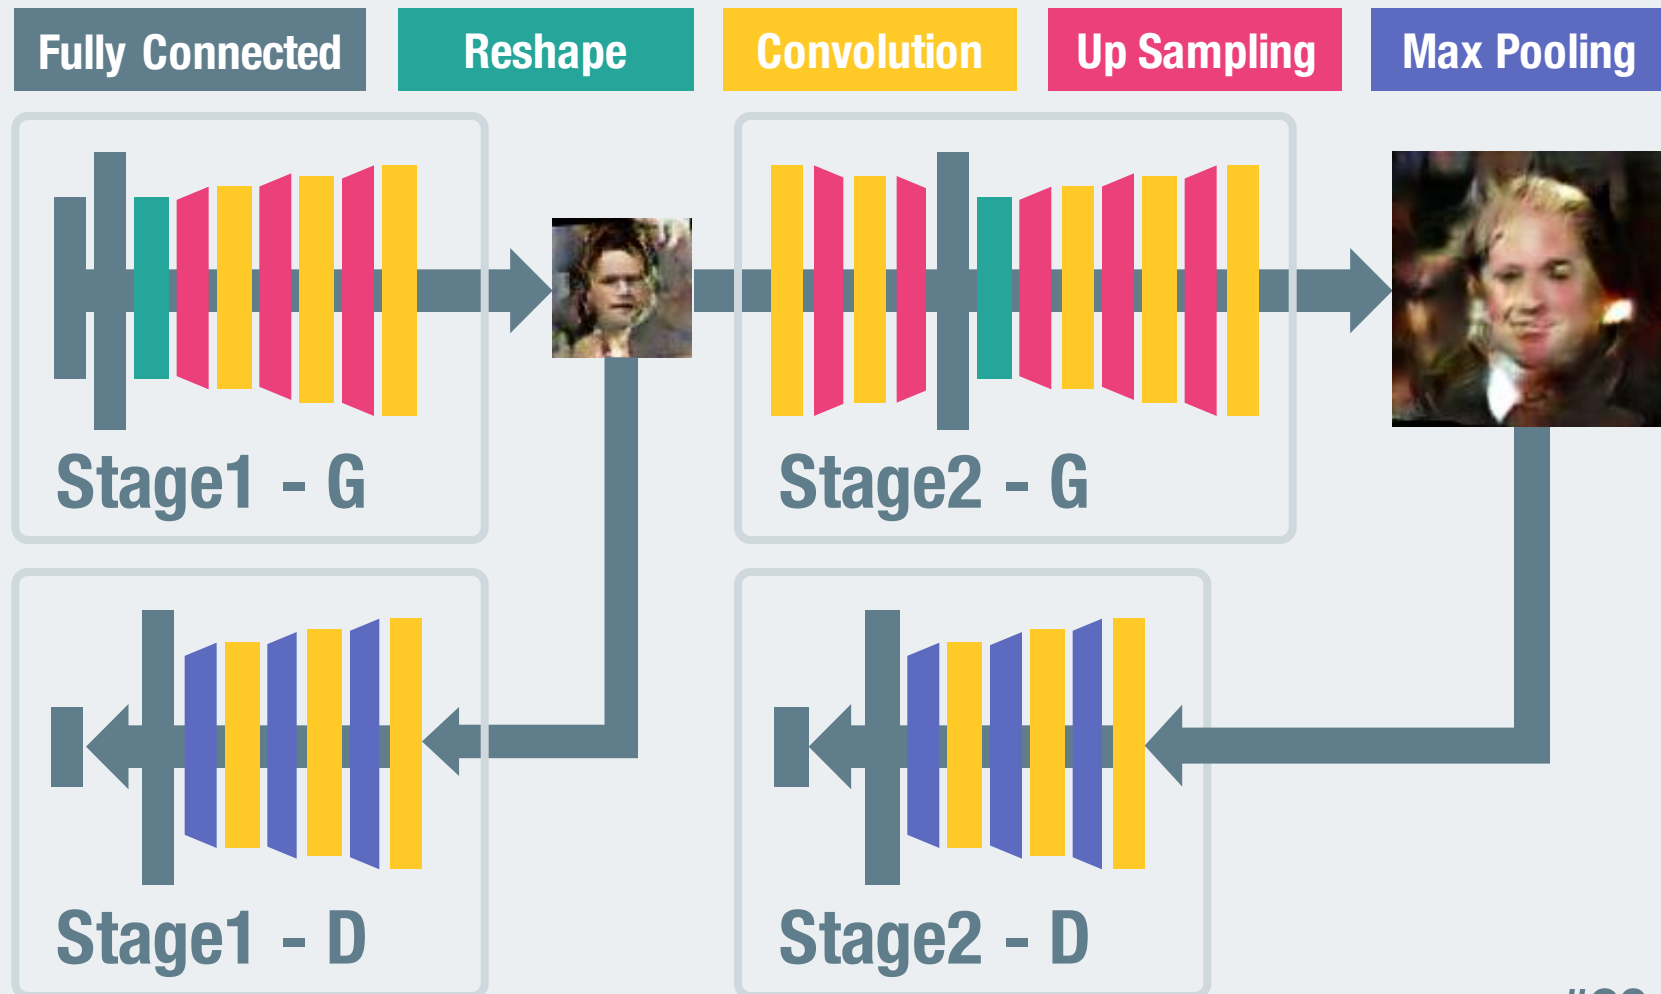 Fully Connected
Reshape
Convolution
Up Sampling
Max Pooling
Stage1 - G
Stage2 - G
Stage1 - D
Stage2 - D